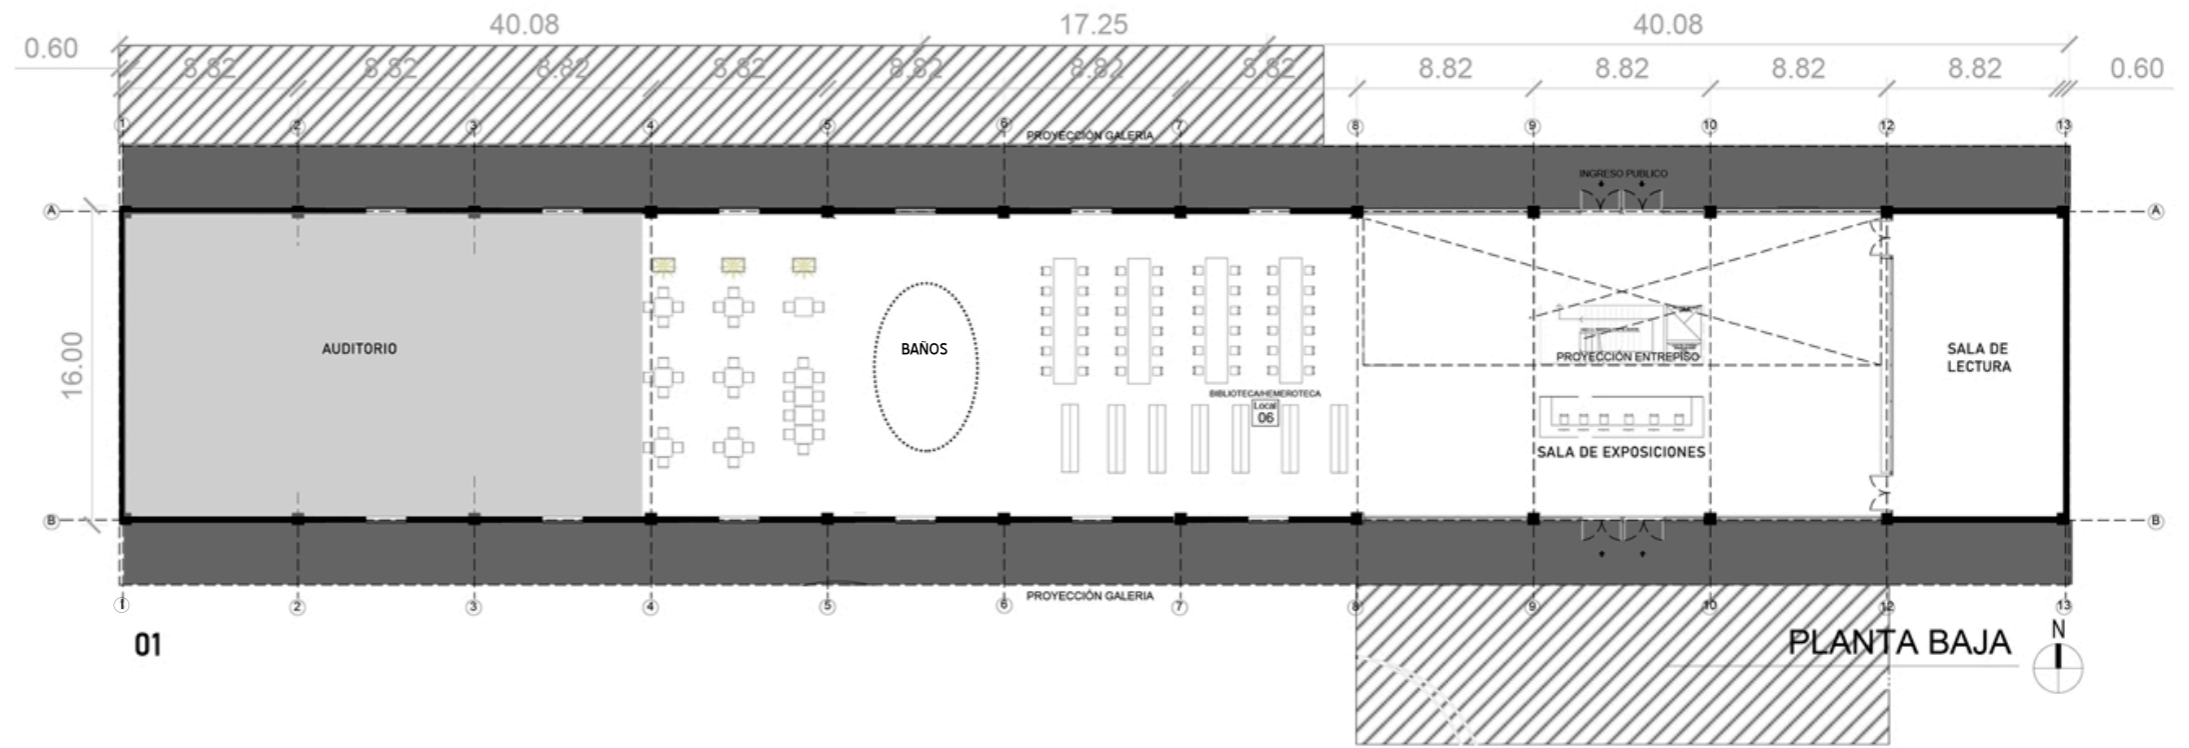 40.08 17.25 40.08
0.60 8.82 8.82 8.82 8.82 8.82 8.82 8.82 8.82 8.82 8.82 8.82 0.60
1 2 3 4 5 6 7 8 9 10 12 13
PROYECCIÓN GALERIA
INGRESO PUBLICO
A A
AUDITORIO
BAÑOS
16.00
SALA DE
LECTURA
PROYECCIÓN ENTREPISO
BIBLIOTECA/HEMEROTECA
Local
06
SALA DE EXPOSICIONES
B B
PROYECCIÓN GALERIA
1 2 3 4 5 6 7 8 9 10 12 13
01
PLANTA BAJA
N